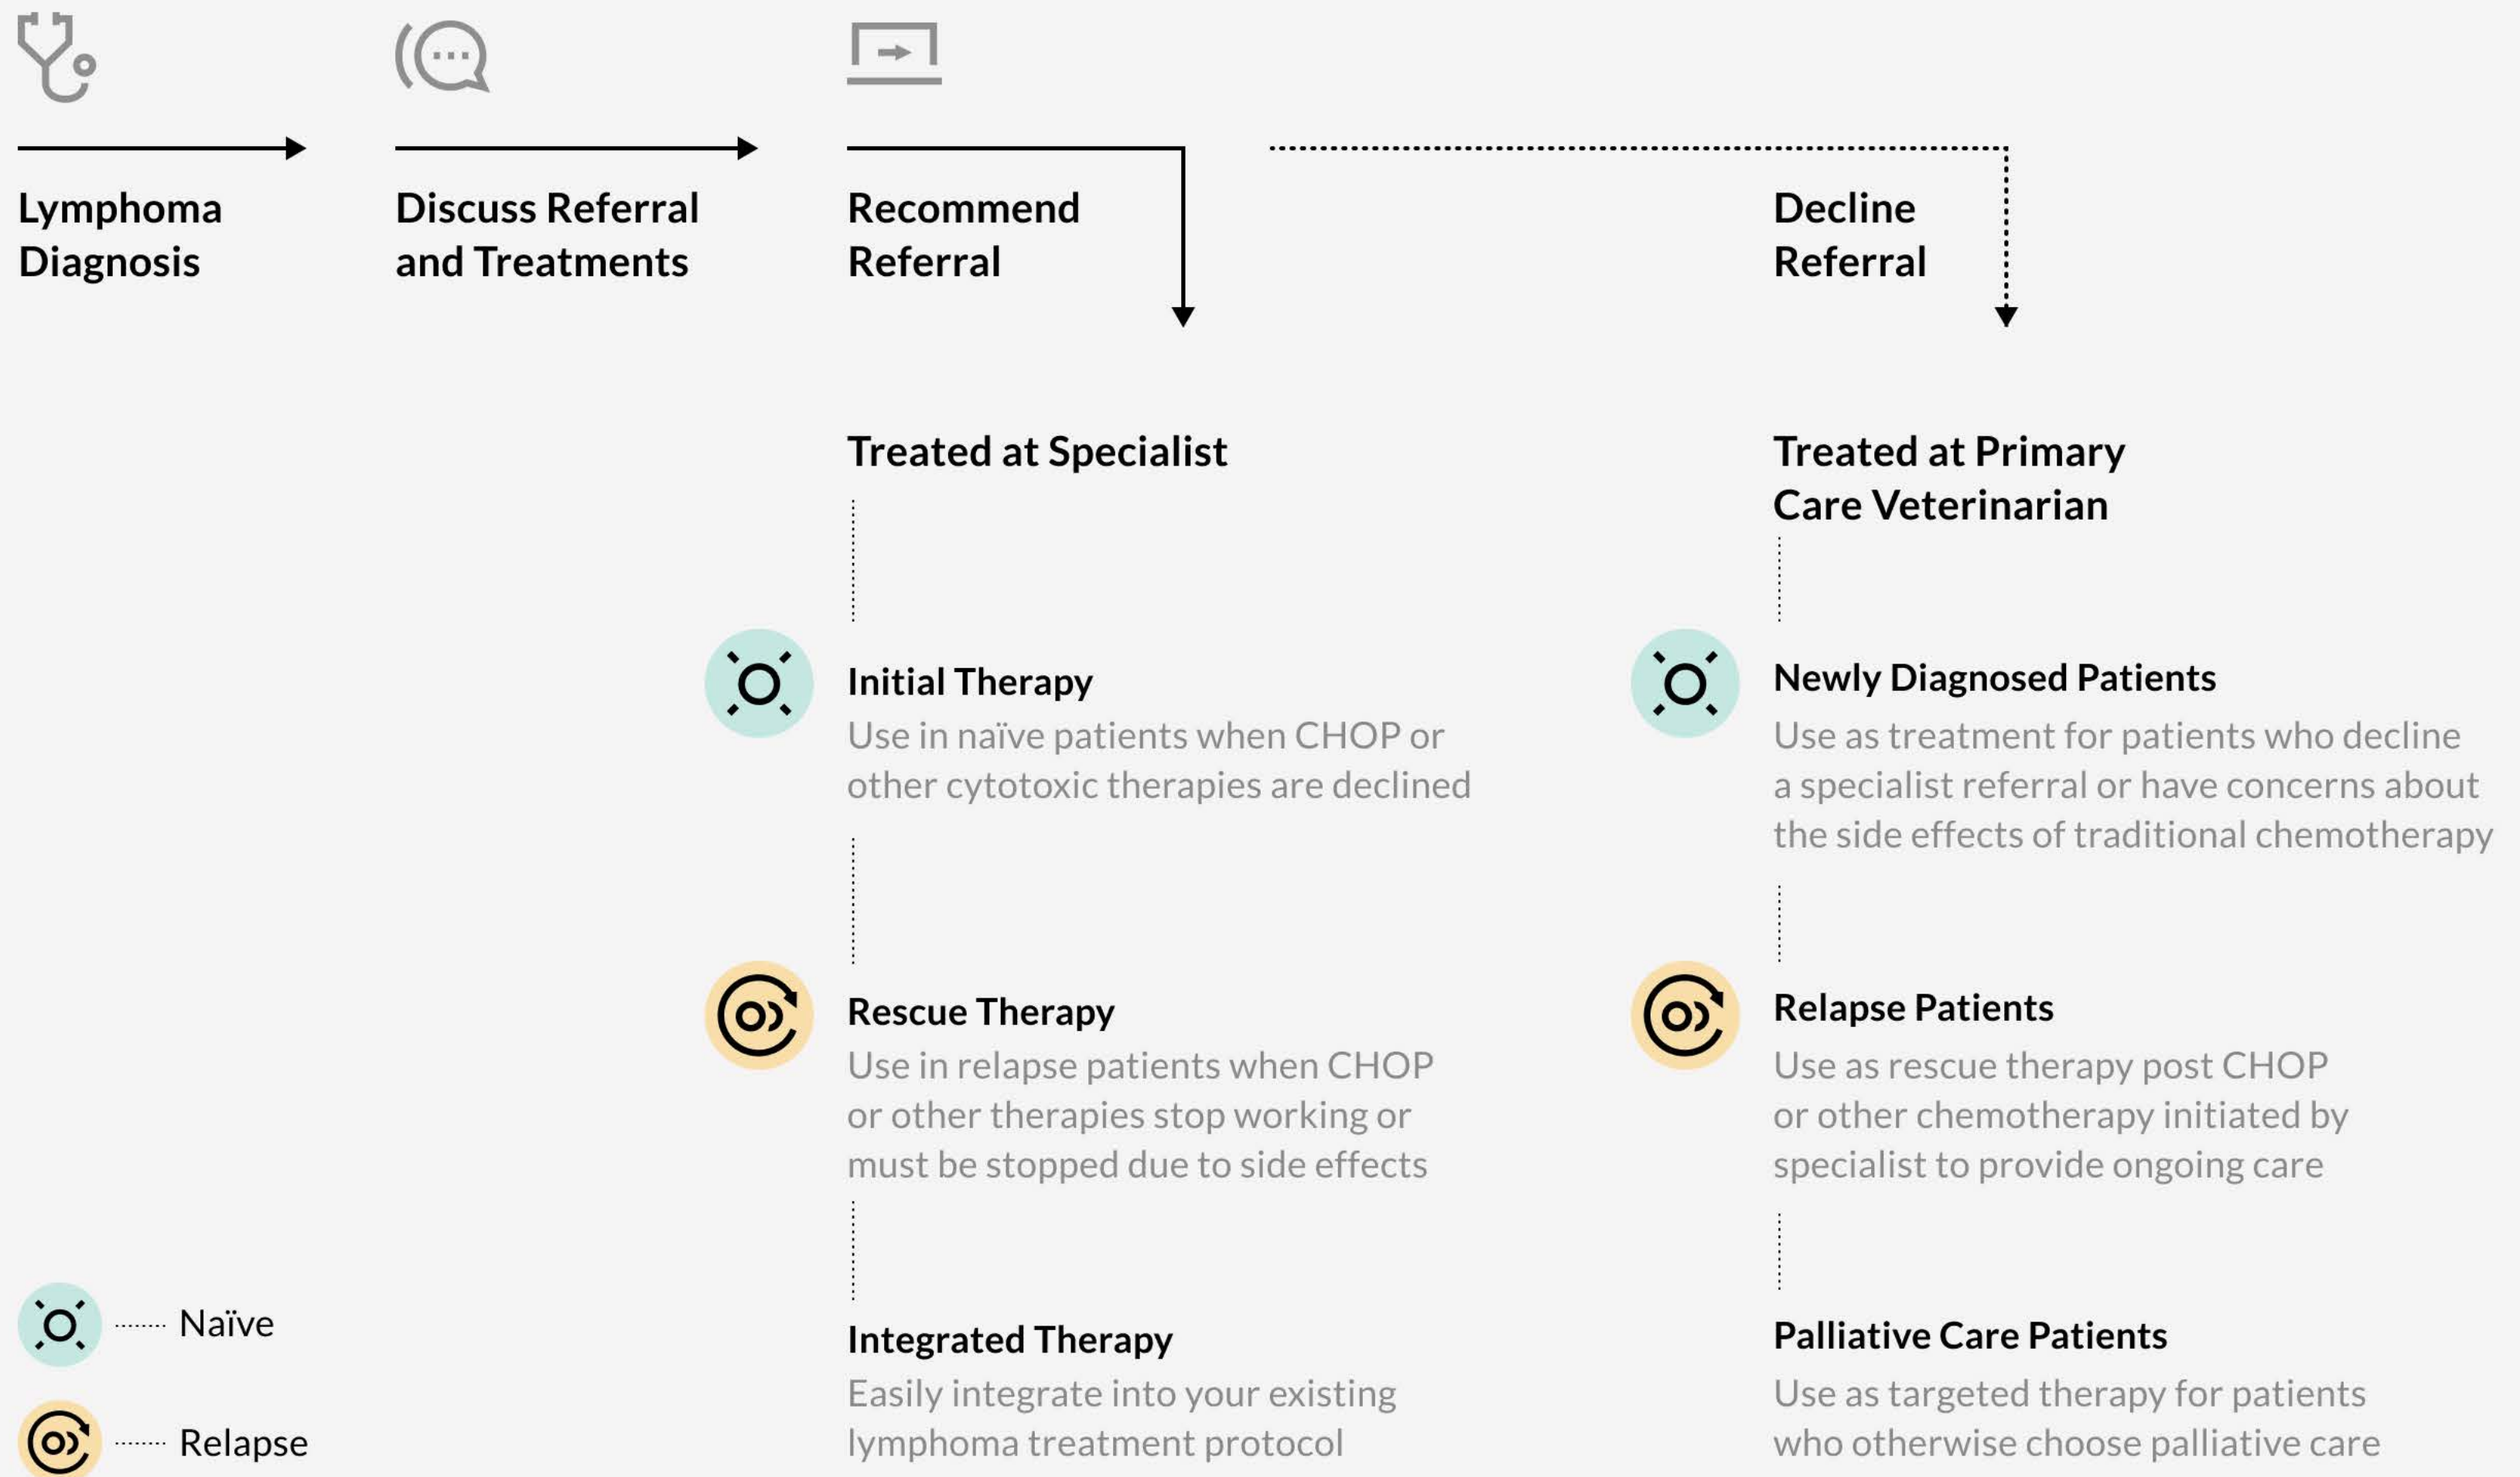 Lymphoma
Diagnosis
Discuss Referral
and Treatments
Recommend
Referral
Decline
Referral
Treated at Specialist
Initial Therapy
Use in naïve patients when CHOP or
other cytotoxic therapies are declined
Rescue Therapy
Use in relapse patients when CHOP
or other therapies stop working or
must be stopped due to side effects
Integrated Therapy
Easily integrate into your existing
lymphoma treatment protocol
Treated at Primary
Care Veterinarian
Newly Diagnosed Patients
Use as treatment for patients who decline
a specialist referral or have concerns about
the side effects of traditional chemotherapy
Relapse Patients
Use as rescue therapy post CHOP
or other chemotherapy initiated by
specialist to provide ongoing care
Palliative Care Patients
Use as targeted therapy for patients
who otherwise choose palliative care
Naïve
Relapse